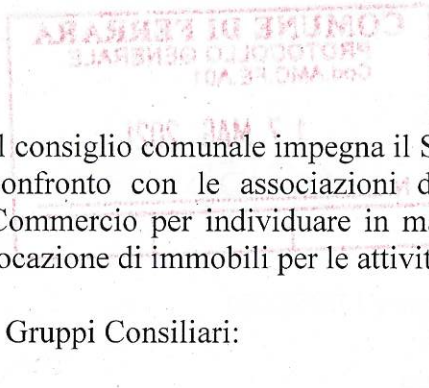 COMUNE DI FERRARA
PROTOCOLLO GENERALE
l consiglio comunale impegna il S
onfronto con le associazioni d
Commercio per individuare in ma
ocazione di immobili per le attivit
Gruppi Consiliari: